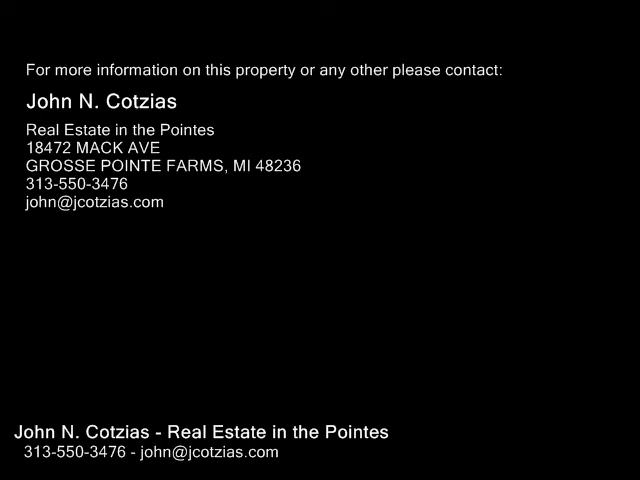 For more information on this property or any other please contact:
John N. Cotzias
Real Estate in the Pointes
18472 MACK AVE
GROSSE POINTE FARMS, MI 48236
313-550-3476
john@jcotzias.com
John N. Cotzias - Real Estate in the Pointes
313-550-3476 - john@jcotzias.com